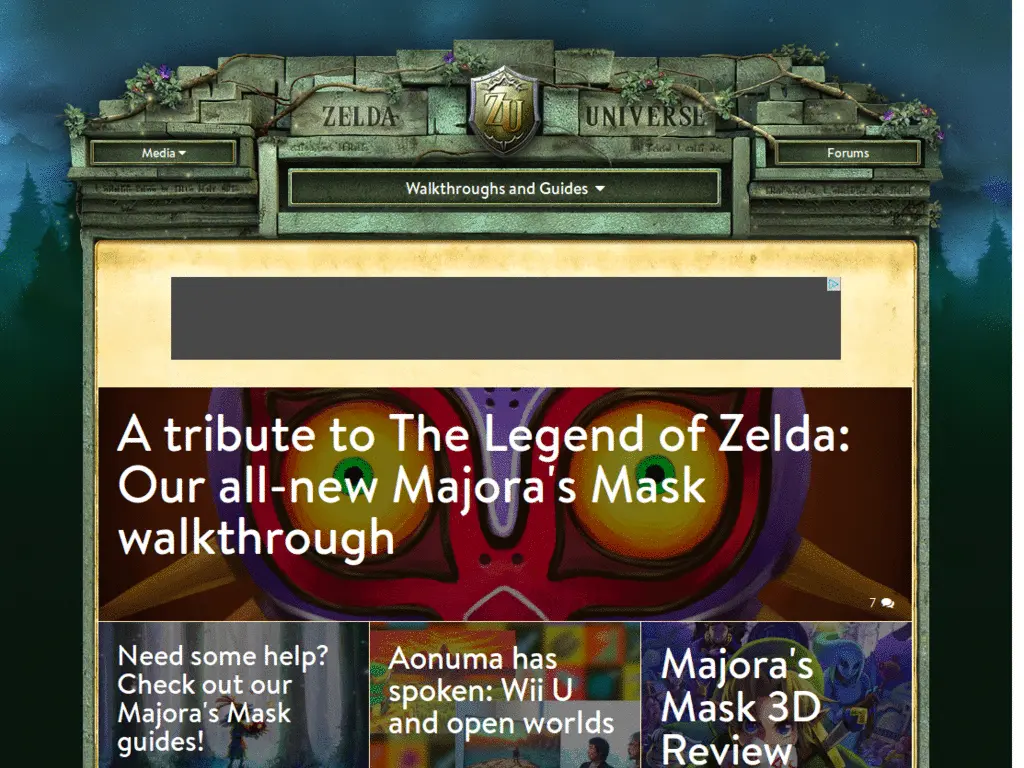 ZELDA
ZU
UNIVERSE
Media
Forums
Walkthroughs and Guides
A tribute to The Legend of Zelda:
Our all-new Majora's Mask
walkthrough
7
Need some help?
Check out our
Majora's Mask
guides!
Aonuma has
spoken: Wii U
and open worlds
Majora's
Mask 3D
Review